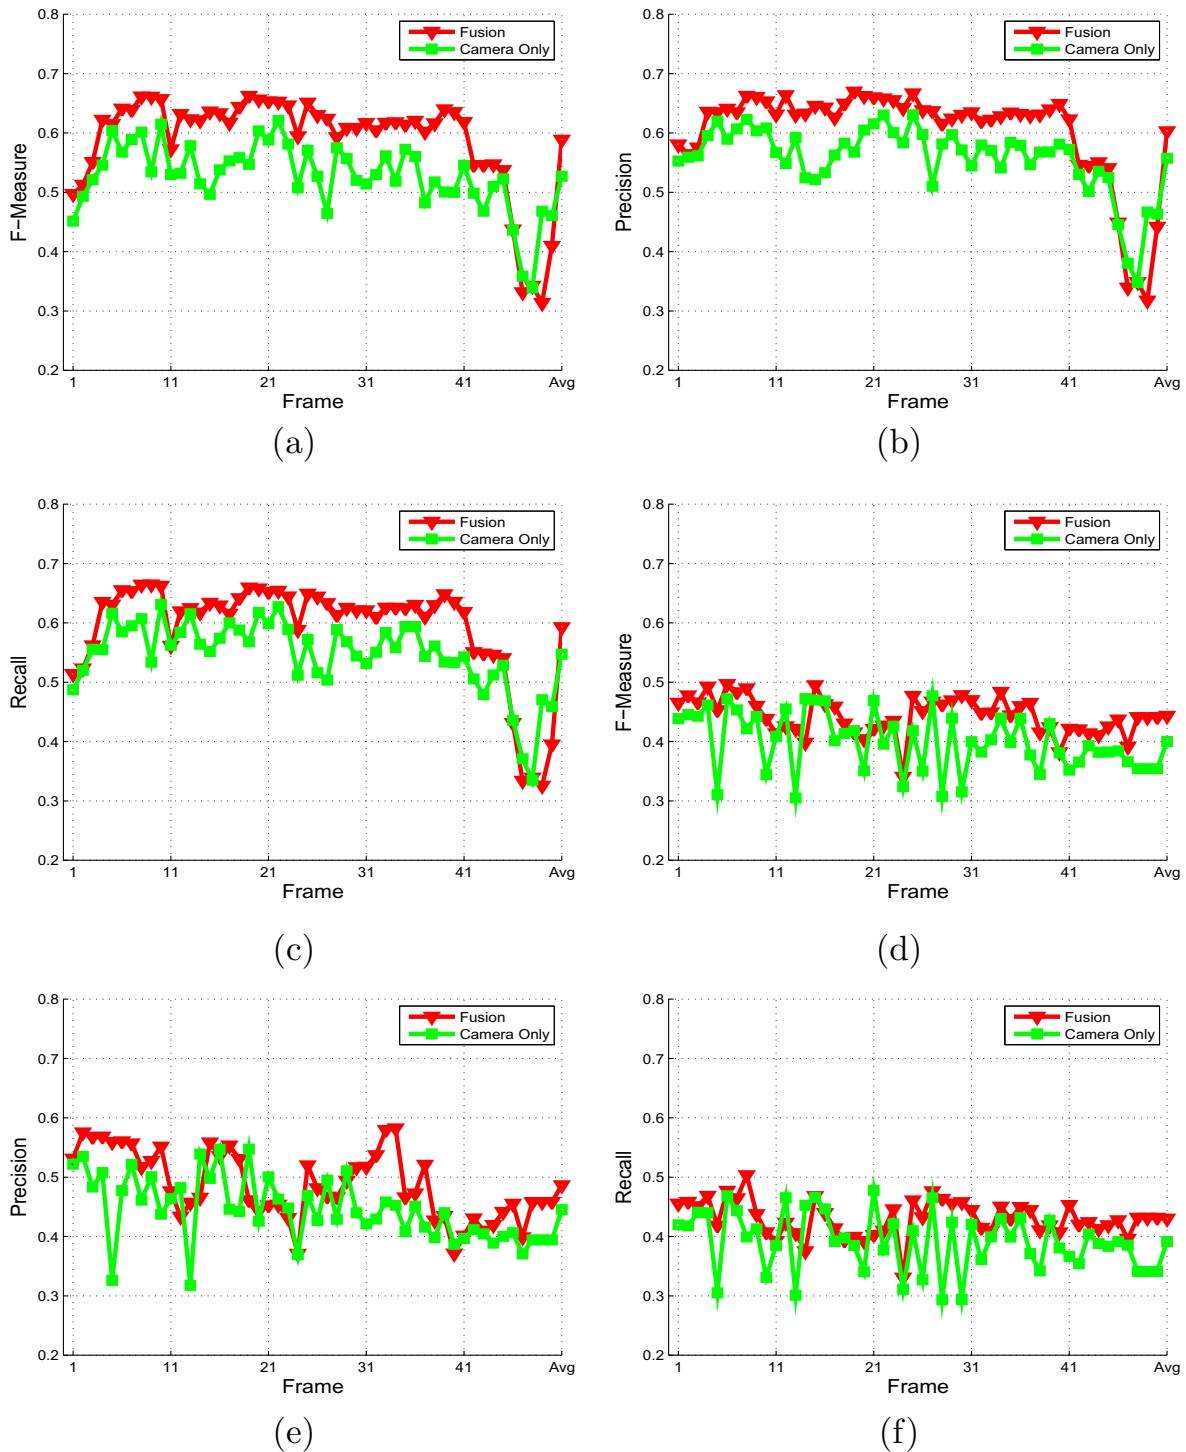 0.8
0.7
0.6
0.5
0.4
0.3
0.2
F−Measure
Fusion
Camera Only
1 11 21 31 41 Avg
Frame
(a)
0.8
0.7
0.6
0.5
0.4
0.3
0.2
Precision
Fusion
Camera Only
1 11 21 31 41 Avg
Frame
(b)
0.8
0.7
0.6
0.5
0.4
0.3
0.2
Recall
Fusion
Camera Only
1 11 21 31 41 Avg
Frame
(c)
0.8
0.7
0.6
0.5
0.4
0.3
0.2
F−Measure
Fusion
Camera Only
1 11 21 31 41 Avg
Frame
(d)
0.8
0.7
0.6
0.5
0.4
0.3
0.2
Precision
Fusion
Camera Only
1 11 21 31 41 Avg
Frame
(e)
0.8
0.7
0.6
0.5
0.4
0.3
0.2
Recall
Fusion
Camera Only
1 11 21 31 41 Avg
Frame
(f)